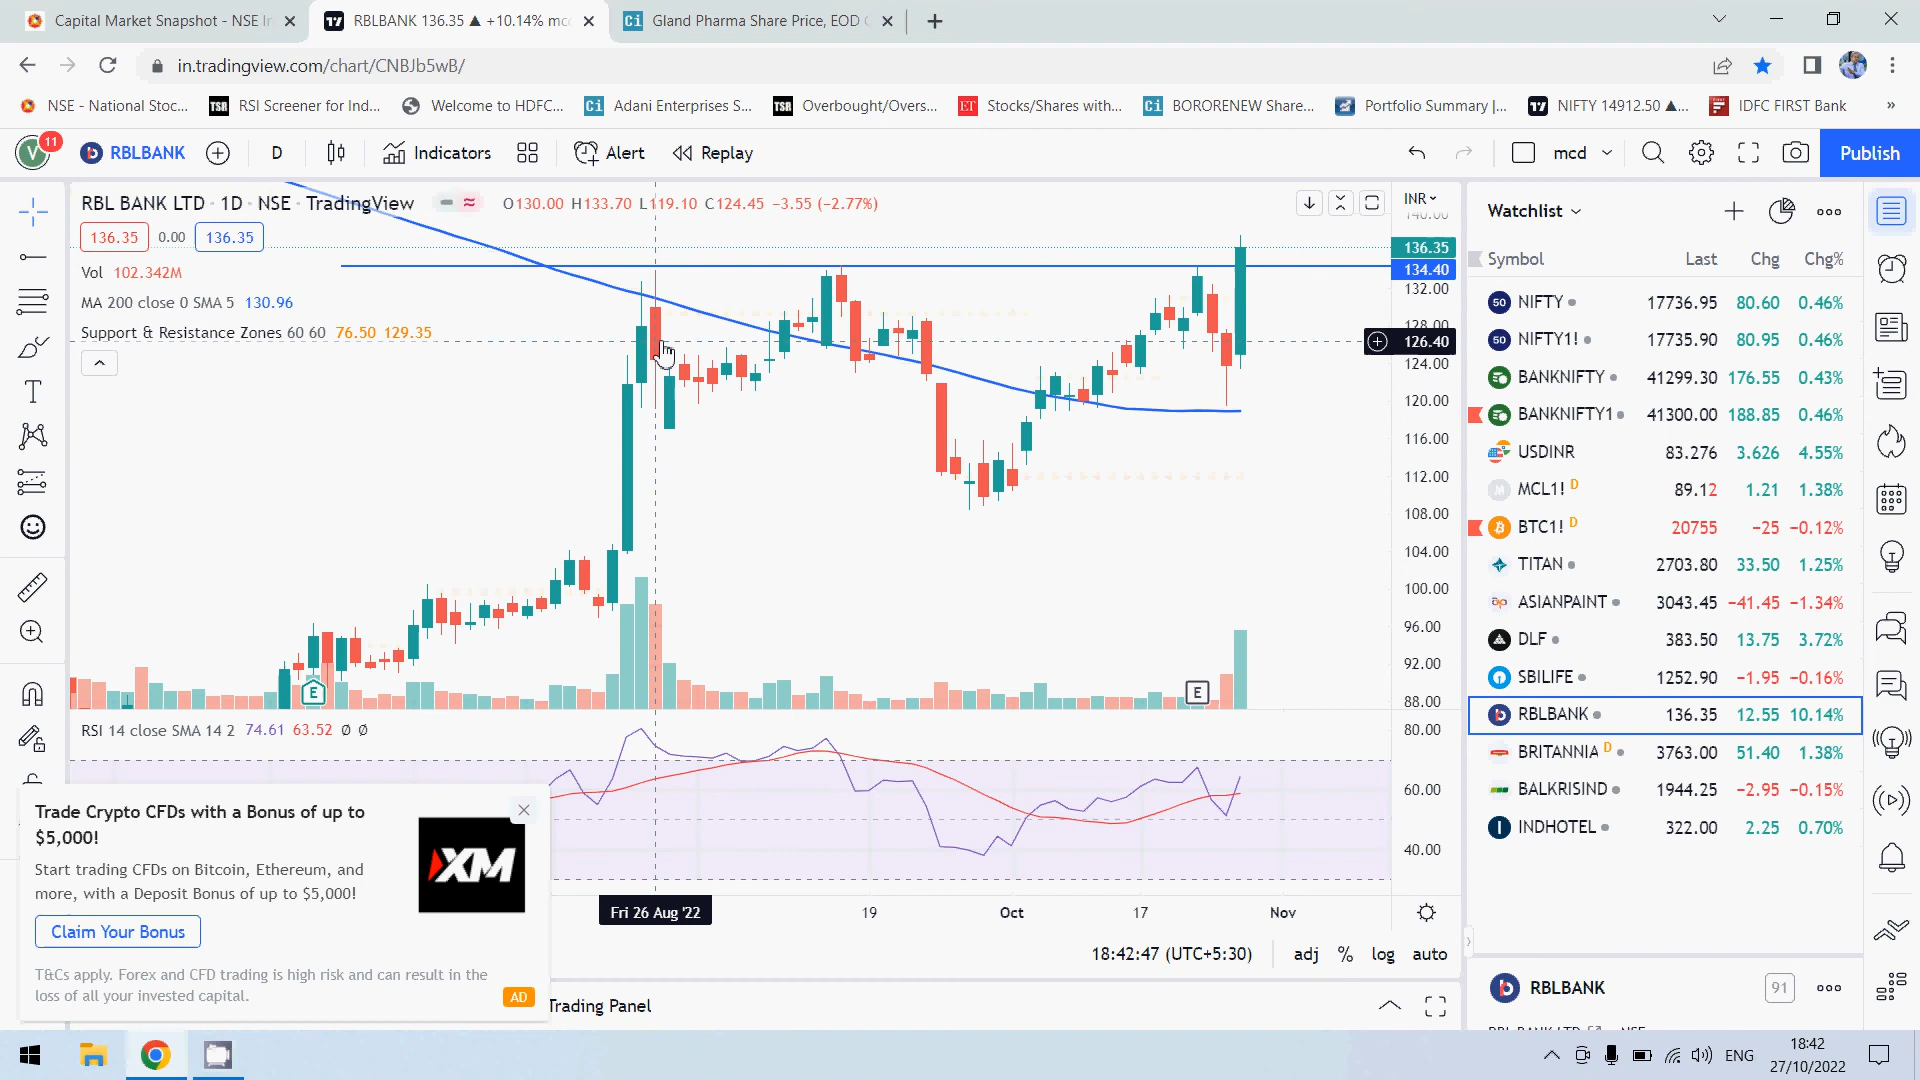 Capital Market Snapshot - NSE In
RBLBANK 136.35 ▲ +10.14% mc
Gland Pharma Share Price, EOD C
in.tradingview.com/chart/CNBJb5wB/
NSE - National Stoc...
RSI Screener for Ind...
Welcome to HDFC...
Adani Enterprises S...
Overbought/Overs...
Stocks/Shares with...
BORORENEW Share...
Portfolio Summary |...
NIFTY 14912.50 ▲...
IDFC FIRST Bank
»
V 11
RBLBANK
D
Indicators
Alert
Replay
mcd
Publish
RBL BANK LTD · 1D · NSE · TradingView
O130.00 H133.70 L119.10 C124.45 −3.55 (−2.77%)
136.35 0.00 136.35
Vol 102.342M
MA 200 close 0 SMA 5 130.96
Support & Resistance Zones 60 60 76.50 129.35
INR
140.00
136.35
134.40
132.00
128.00
126.40
124.00
120.00
116.00
112.00
108.00
104.00
100.00
96.00
92.00
88.00
E
E
RSI 14 close SMA 14 2 74.61 63.52 Ø Ø
80.00
60.00
40.00
Fri 26 Aug '22
19
Oct
17
Nov
18:42:47 (UTC+5:30)
adj % log auto
Trading Panel
Trade Crypto CFDs with a Bonus of up to
$5,000!
Start trading CFDs on Bitcoin, Ethereum, and
more, with a Deposit Bonus of up to $5,000!
Claim Your Bonus
T&Cs apply. Forex and CFD trading is high risk and can result in the
loss of all your invested capital.
AD
XM
Watchlist
Symbol Last Chg Chg%
NIFTY 17736.95 80.60 0.46%
NIFTY1! 17735.90 80.95 0.46%
BANKNIFTY 41299.30 176.55 0.43%
BANKNIFTY1 41300.00 188.85 0.46%
USDINR 83.276 3.626 4.55%
MCL1! D 89.12 1.21 1.38%
BTC1! D 20755 −25 −0.12%
TITAN 2703.80 33.50 1.25%
ASIANPAINT 3043.45 −41.45 −1.34%
DLF 383.50 13.75 3.72%
SBILIFE 1252.90 −1.95 −0.16%
RBLBANK 136.35 12.55 10.14%
BRITANNIA D 3763.00 51.40 1.38%
BALKRISIND 1944.25 −2.95 −0.15%
INDHOTEL 322.00 2.25 0.70%
RBLBANK
91
ENG
18:42
27/10/2022